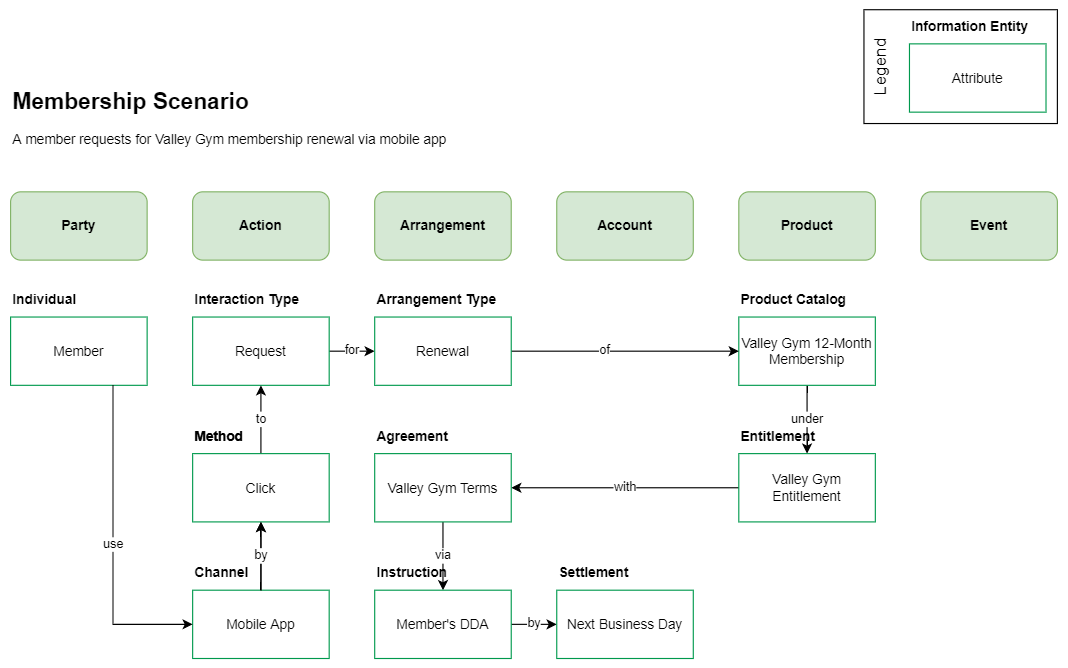 Information Entity
Legend
Attribute
Membership Scenario
A member requests for Valley Gym membership renewal via mobile app
Party
Action
Arrangement
Account
Product
Event
Individual
Interaction Type
Arrangement Type
Product Catalog
Member
Request
for
Renewal
of
Valley Gym 12-Month
Membership
to
under
Method
Agreement
Entitlement
Click
Valley Gym Terms
with
Valley Gym
Entitlement
use
by
via
Channel
Instruction
Settlement
Mobile App
Member's DDA
by
Next Business Day